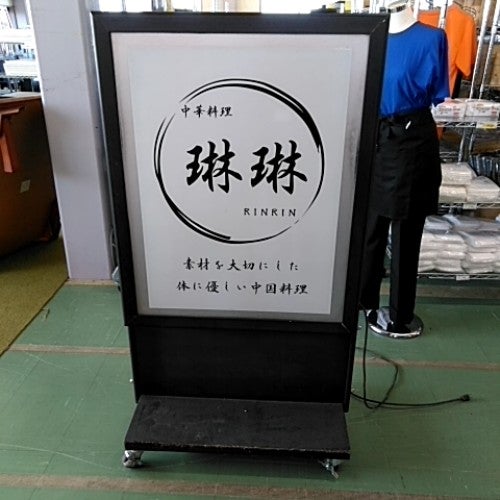 中華料理
琳琳
RINRIN
素材を大切にした
体に優しい中国料理